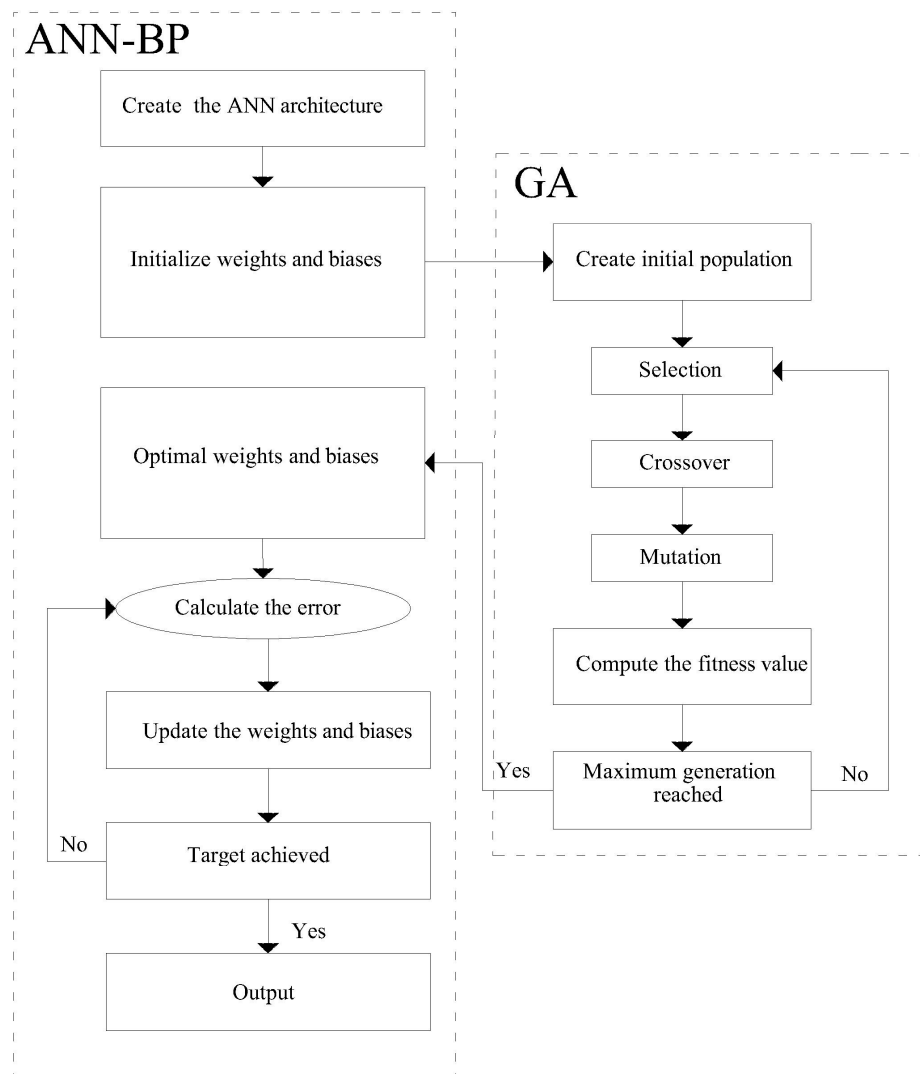 ANN-BP
Create the ANN architecture
Initialize weights and biases
Optimal weights and biases
Calculate the error
Update the weights and biases
No
Target achieved
Yes
Output
GA
Create initial population
Selection
Crossover
Mutation
Compute the fitness value
Yes
Maximum generation
reached
No